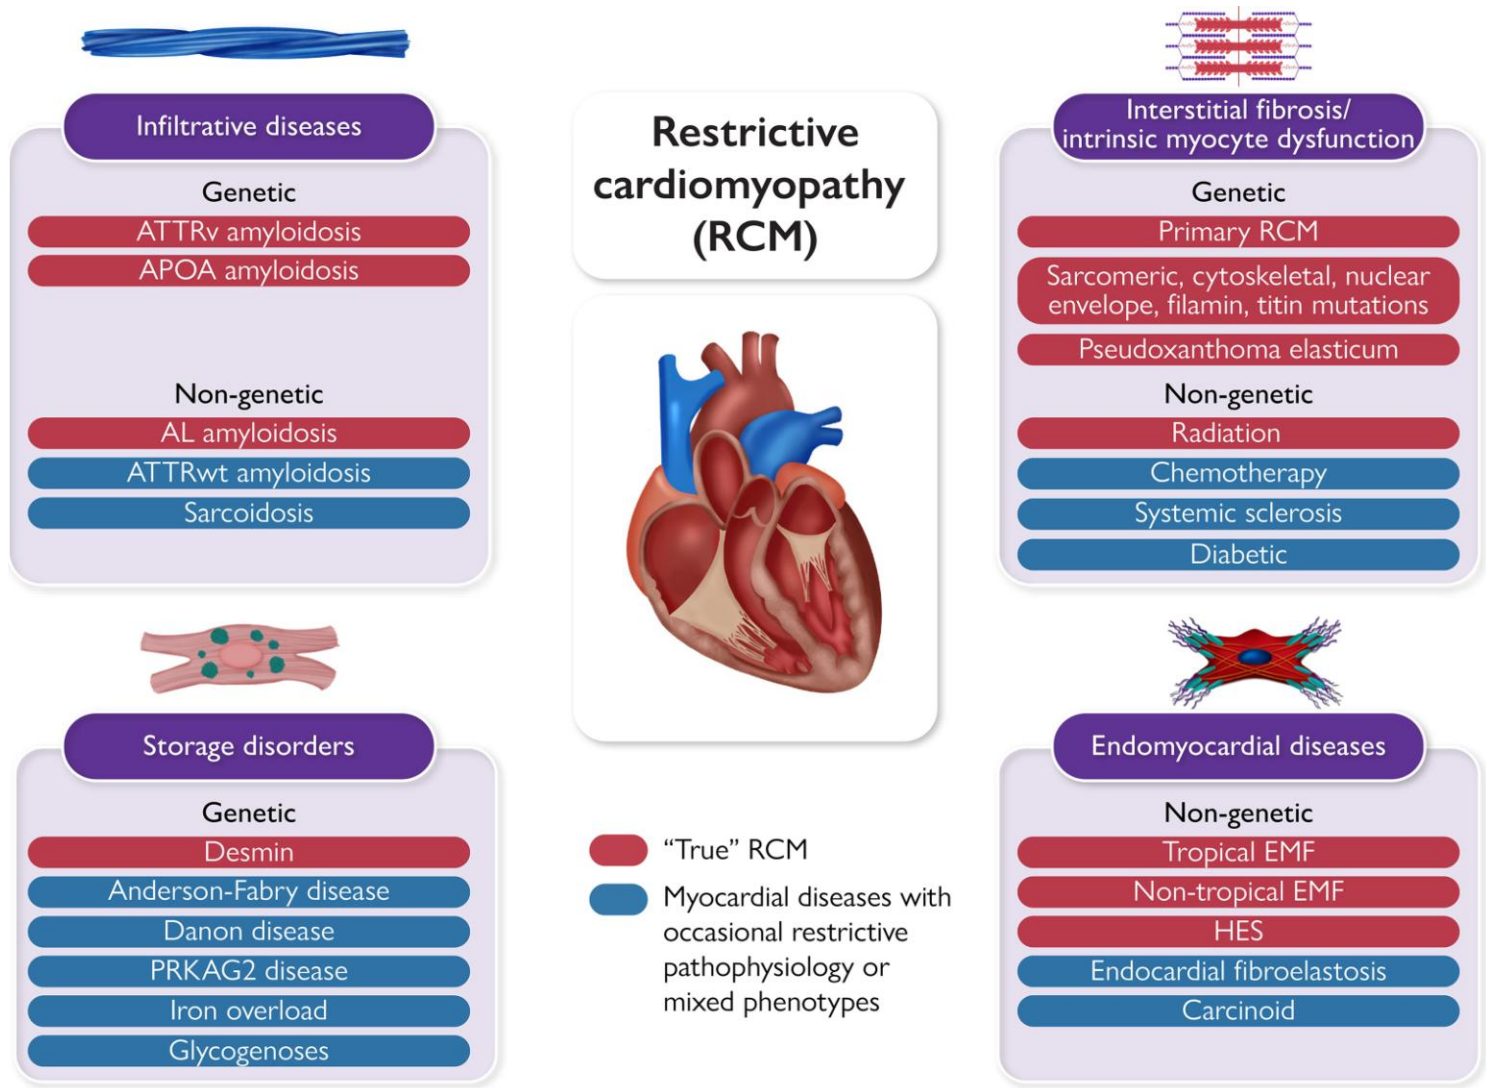 Restrictive
cardiomyopathy
(RCM)
Infiltrative diseases
Genetic
ATTRv amyloidosis
APOA amyloidosis
Non-genetic
AL amyloidosis
ATTRwt amyloidosis
Sarcoidosis
Interstitial fibrosis/
intrinsic myocyte dysfunction
Genetic
Primary RCM
Sarcomeric, cytoskeletal, nuclear
envelope, filamin, titin mutations
Pseudoxanthoma elasticum
Non-genetic
Radiation
Chemotherapy
Systemic sclerosis
Diabetic
Storage disorders
Genetic
Desmin
Anderson-Fabry disease
Danon disease
PRKAG2 disease
Iron overload
Glycogenoses
"True" RCM
Myocardial diseases with
occasional restrictive
pathophysiology or
mixed phenotypes
Endomyocardial diseases
Non-genetic
Tropical EMF
Non-tropical EMF
HES
Endocardial fibroelastosis
Carcinoid